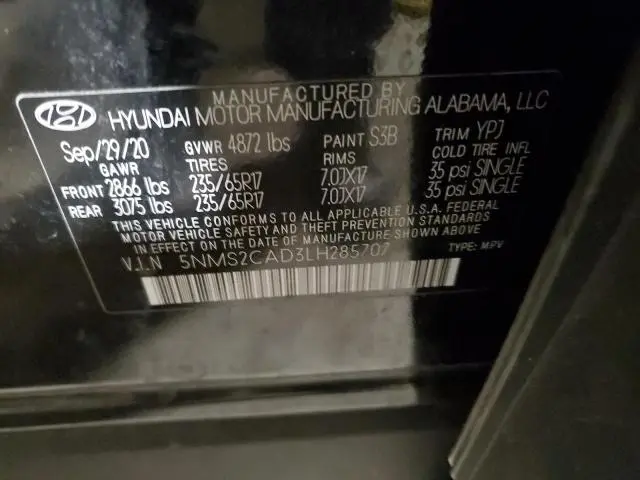 MANUFACTURED BY
HYUNDAI MOTOR MANUFACTURING ALABAMA, LLC
Sep/29/20 GVWR 4872 lbs PAINT S3B TRIM YPJ
GAWR TIRES RIMS COLD TIRE INFL
FRONT 2866 lbs 235/65R17 7.0JX17 35 psi SINGLE
REAR 3075 lbs 235/65R17 7.0JX17 35 psi SINGLE
THIS VEHICLE CONFORMS TO ALL APPLICABLE U.S.A. FEDERAL
MOTOR VEHICLE SAFETY AND THEFT PREVENTION STANDARDS
IN EFFECT ON THE DATE OF MANUFACTURE SHOWN ABOVE.
V.I.N 5NMS2CAD3LH285707 TYPE: MPV